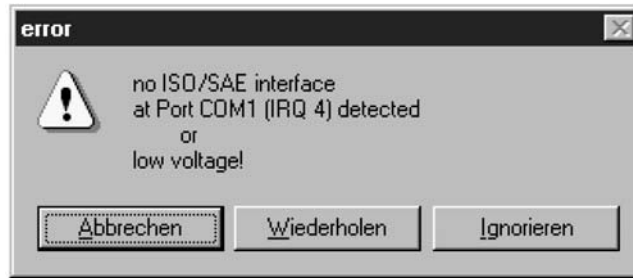 error
no ISO/SAE interface
at Port COM1 (IRQ 4) detected
or
low voltage!
Abbrechen Wiederholen Ignorieren